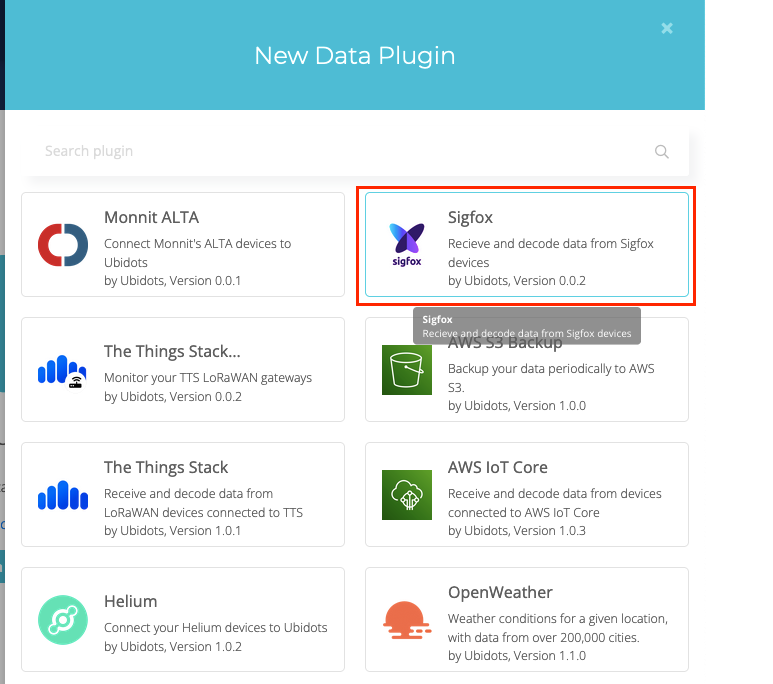 New Data Plugin
Search plugin
Monnit ALTA
Connect Monnit's ALTA devices to
Ubidots
by Ubidots, Version 0.0.1
sigfox
Sigfox
Recieve and decode data from Sigfox
devices
by Ubidots, Version 0.0.2
Sigfox
Recieve and decode data from Sigfox devices
The Things Stack...
Monitor your TTS LoRaWAN gateways
by Ubidots, Version 0.0.2
AWS S3 Backup
Backup your data periodically to AWS
S3.
by Ubidots, Version 1.0.0
The Things Stack
Receive and decode data from
LoRaWAN devices connected to TTS
by Ubidots, Version 1.0.1
AWS IoT Core
Receive and decode data from devices
connected to AWS IoT Core
by Ubidots, Version 1.0.3
Helium
Connect your Helium devices to Ubidots
by Ubidots, Version 1.0.2
OpenWeather
Weather conditions for a given location,
with data from over 200,000 cities.
by Ubidots, Version 1.1.0